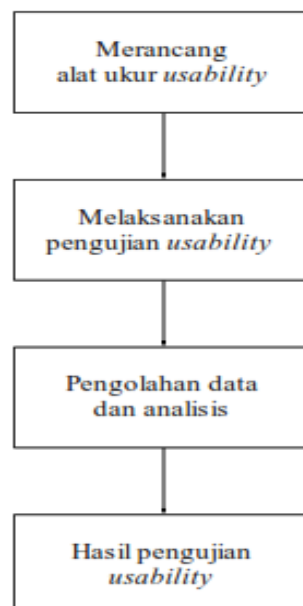 Merancang
alat ukur usability
Melaksanakan
pengujian usability
Pengolahan data
dan analisis
Hasil pengujian
usability